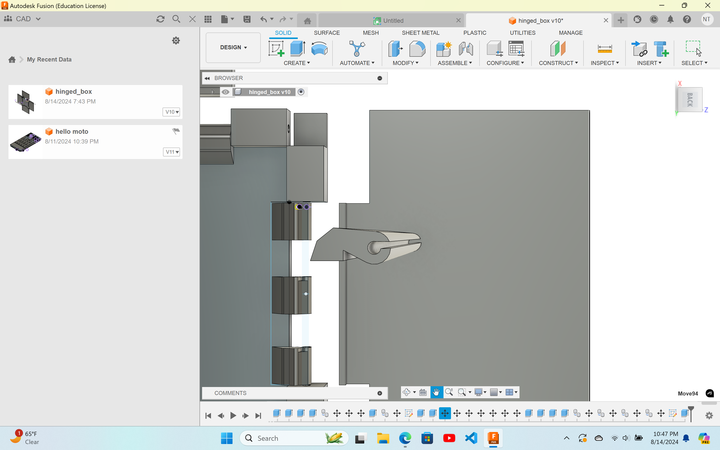 Autodesk Fusion (Education License)
CAD
Untitled
hinged_box v10*
NT
My Recent Data
hinged_box
8/14/2024 7:43 PM
V10
hello moto
8/11/2024 10:39 PM
V11
DESIGN
SOLID
SURFACE
MESH
SHEET METAL
PLASTIC
UTILITIES
MANAGE
CREATE
AUTOMATE
MODIFY
ASSEMBLE
CONFIGURE
CONSTRUCT
INSPECT
INSERT
SELECT
BROWSER
hinged_box v10
X
BACK
Z
COMMENTS
Move94
1
65°F
Clear
Search
10:47 PM
8/14/2024